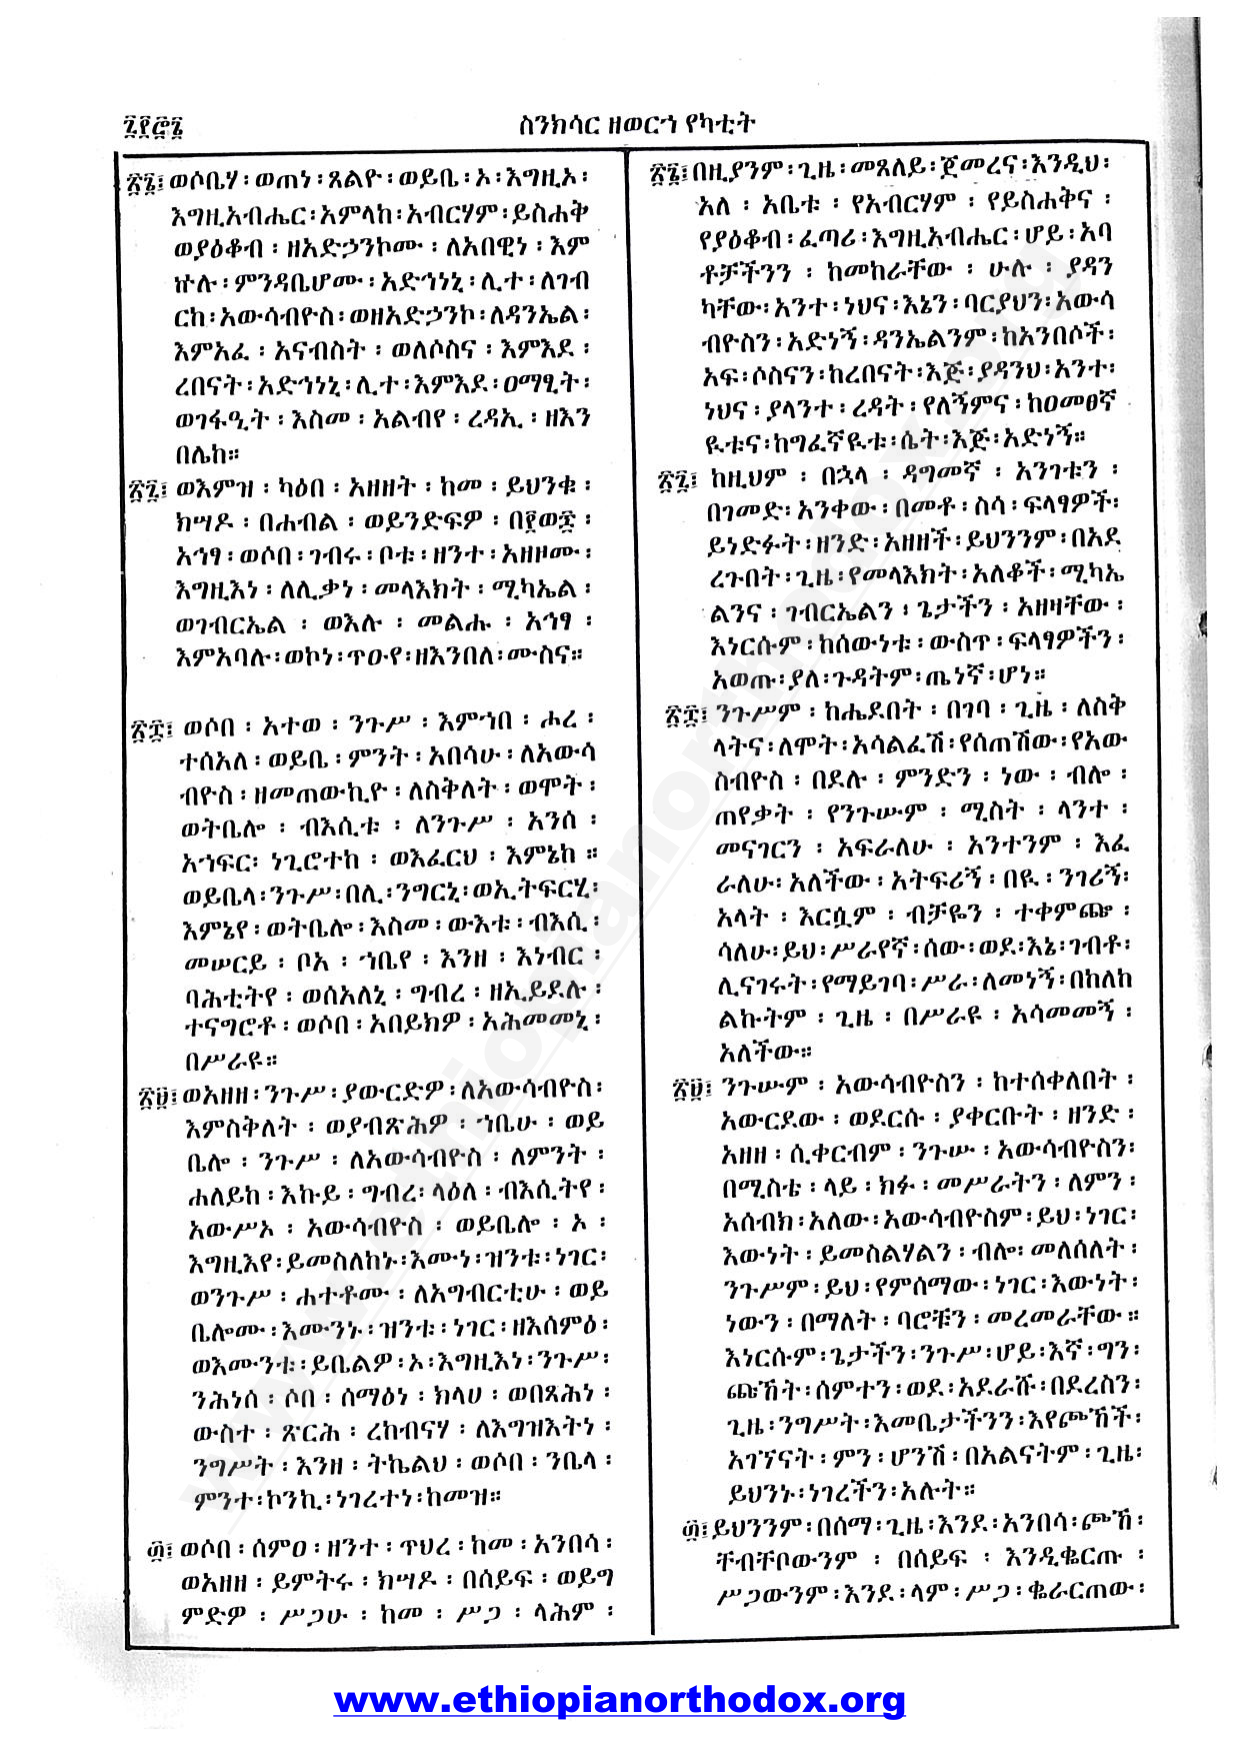 ፯፻፸፮
ስንክሳር ዘወርኀ የካቲት
፳፮፤ ወሶቤሃ ፡ ወጠነ ፡ ጸልዮ ፡ ወይቤ ፡ ኦ ፡ እግዚኦ ፡
እግዚአብሔር ፡ አምላከ ፡ አብርሃም ፡ ይስሐቅ
ወያዕቆብ ፡ ዘአድኃንኮሙ ፡ ለአበዊነ ፡ እም
ኵሉ ፡ ምንዳቤሆሙ ፡ አድኅነኒ ፡ ሊተ ፡ ለገብ
ርከ ፡ አውሳብዮስ ፡ ወዘአድኃንኮ ፡ ለዳንኤል ፡
እምአፈ ፡ አናብስት ፡ ወለሶስና ፡ እምእደ ፡
ረበናት ፡ አድኅነኒ ፡ ሊተ ፡ እምእደ ፡ ዐማፂት ፡
ወገፋዒት ፡ እስመ ፡ አልብየ ፡ ረዳኢ ፡ ዘእን
በሌከ ።
፳፯፤ ወእምዝ ፡ ካዕበ ፡ አዘዘት ፡ ከመ ፡ ይህንቁ ፡
ክሣዶ ፡ በሐብል ፡ ወይንድፍዎ ፡ በ፻ወ፷ ፡
አኅፃ ፡ ወሶበ ፡ ገብሩ ፡ ቦቱ ፡ ዘንተ ፡ አዘዞሙ ፡
እግዚእነ ፡ ለሊቃነ ፡ መላእክት ፡ ሚካኤል ፡
ወገብርኤል ፡ ወእሉ ፡ መልሑ ፡ አኅፃ ፡
እምአባሉ ፡ ወኮነ ፡ ጥዑየ ፡ ዘእንበለ ፡ ሙስና ።
፳፰፤ ወሶበ ፡ አተወ ፡ ንጉሥ ፡ እምኀበ ፡ ሖረ ፡
ተሰአለ ፡ ወይቤ ፡ ምንት ፡ አበሳሁ ፡ ለአውሳ
ብዮስ ፡ ዘመጠውኪዮ ፡ ለስቅለት ፡ ወሞት ፡
ወትቤሎ ፡ ብእሲቱ ፡ ለንጉሥ ፡ አንሰ ፡
አኀፍር ፡ ነጊሮተከ ፡ ወእፈርህ ፡ እምኔከ ።
ወይቤላ ፡ ንጉሥ ፡ በሊ ፡ ንግርኒ ፡ ወኢትፍርሂ ፡
እምኔየ ፡ ወትቤሎ ፡ እስመ ፡ ውእቱ ፡ ብእሲ ፡
መሠርይ ፡ ቦአ ፡ ኀቤየ ፡ እንዘ ፡ እነብር ፡
ባሕቲትየ ፡ ወሰአለኒ ፡ ግብረ ፡ ዘኢይደሉ ፡
ተናግሮቶ ፡ ወሶበ ፡ አበይክዎ ፡ አሕመመኒ ፡
በሥራዩ ።
፳፱፤ ወአዘዘ ፡ ንጉሥ ፡ ያውርድዎ ፡ ለአውሳብዮስ ፡
እምስቅለት ፡ ወያብጽሕዎ ፡ ኀቤሁ ፡ ወይ
ቤሎ ፡ ንጉሥ ፡ ለአውሳብዮስ ፡ ለምንት ፡
ሐለይከ ፡ እኩይ ፡ ግብረ ፡ ላዕለ ፡ ብእሲትየ ፡
አውሥአ ፡ አውሳብዮስ ፡ ወይቤሎ ፡ ኦ ፡
እግዚእየ ፡ ይመስለከኑ ፡ እሙነ ፡ ዝንቱ ፡ ነገር ፡
ወንጉሥ ፡ ሐተቶሙ ፡ ለአግብርቲሁ ፡ ወይ
ቤሎሙ ፡ እሙንኑ ፡ ዝንቱ ፡ ነገር ፡ ዘእሰምዕ ፡
ወእሙንቱ ፡ ይቤልዎ ፡ ኦ ፡ እግዚእነ ፡ ንጉሥ ፡
ንሕነሰ ፡ ሶበ ፡ ሰማዕነ ፡ ክላሀ ፡ ወበጻሕነ ፡
ውስተ ፡ ጽርሕ ፡ ረከብናሃ ፡ ለእግዝእትነ ፡
ንግሥት ፡ እንዘ ፡ ትኬልህ ፡ ወሶበ ፡ ንቤላ ፡
ምንተ ፡ ኮንኪ ፡ ነገረተነ ፡ ከመዝ ።
፴፤ ወሶበ ፡ ሰምዐ ፡ ዘንተ ፡ ጥህረ ፡ ከመ ፡ አንበሳ ፡
ወአዘዘ ፡ ይምትሩ ፡ ክሣዶ ፡ በሰይፍ ፡ ወይግ
ምድዎ ፡ ሥጋሁ ፡ ከመ ፡ ሥጋ ፡ ላሕም ፡
፳፮፤ በዚያንም ፡ ጊዜ ፡ መጸለይ ፡ ጀመረና ፡ እንዲህ ፡
አለ ፡ አቤቱ ፡ የአብርሃም ፡ የይስሐቅና ፡
የያዕቆብ ፡ ፈጣሪ ፡ እግዚአብሔር ፡ ሆይ ፡ አባ
ቶቻችንን ፡ ከመከራቸው ፡ ሁሉ ፡ ያዳን
ካቸው ፡ አንተ ፡ ነህና ፡ እኔን ፡ ባርያህን ፡ አውሳ
ብዮስን ፡ አድነኝ ፡ ዳንኤልንም ፡ ከአንበሶች ፡
አፍ ፡ ሶስናን ፡ ከረበናት ፡ እጅ ፡ ያዳንህ ፡ አንተ ፡
ነህና ፡ ያላንተ ፡ ረዳት ፡ የለኝምና ፡ ከዐመፀኛ
ዪቱና ፡ ከግፈኛዪቱ ፡ ሴት ፡ እጅ ፡ አድነኝ ።
፳፯፤ ከዚህም ፡ በኋላ ፡ ዳግመኛ ፡ አንገቱን ፡
በገመድ ፡ አንቀው ፡ በመቶ ፡ ስሳ ፡ ፍላፃዎች ፡
ይነድፉት ፡ ዘንድ ፡ አዘዘች ፡ ይህንንም ፡ በአደ
ረጉበት ፡ ጊዜ ፡ የመላእክት ፡ አለቆች ፡ ሚካኤ
ልንና ፡ ገብርኤልን ፡ ጌታችን ፡ አዘዛቸው ፡
እነርሱም ፡ ከሰውነቱ ፡ ውስጥ ፡ ፍላፃዎችን ፡
አወጡ ፡ ያለ ፡ ጉዳትም ፡ ጤነኛ ፡ ሆነ ።
፳፰፤ ንጉሥም ፡ ከሔደበት ፡ በገባ ፡ ጊዜ ፡ ለስቅ
ላትና ፡ ለሞት ፡ አሳልፈሽ ፡ የሰጠሽው ፡ የአው
ስብዮስ ፡ በደሉ ፡ ምንድን ፡ ነው ፡ ብሎ ፡
ጠየቃት ፡ የንጉሡም ፡ ሚስት ፡ ላንተ ፡
መናገርን ፡ አፍራለሁ ፡ አንተንም ፡ እፈ
ራለሁ ፡ አለችው ፡ አትፍሪኝ ፡ በዪ ፡ ንገሪኝ ፡
አላት ፡ እርሷም ፡ ብቻዬን ፡ ተቀምጬ ፡
ሳለሁ ፡ ይህ ፡ ሥራየኛ ፡ ሰው ፡ ወደ ፡ እኔ ፡ ገብቶ ፡
ሊናገሩት ፡ የማይገባ ፡ ሥራ ፡ ለመነኝ ፡ በከለከ
ልኩትም ፡ ጊዜ ፡ በሥራዩ ፡ አሳመመኝ ፡
አለችው ።
፳፱፤ ንጉሡም ፡ አውሳብዮስን ፡ ከተሰቀለበት ፡
አውርደው ፡ ወደርሱ ፡ ያቀርቡት ፡ ዘንድ ፡
አዘዘ ፡ ሲቀርብም ፡ ንጉሡ ፡ አውሳብዮስን ፡
በሚስቴ ፡ ላይ ፡ ክፉ ፡ መሥራትን ፡ ለምን ፡
አሰብክ ፡ አለው ፡ አውሳብዮስም ፡ ይህ ፡ ነገር ፡
እውነት ፡ ይመስልሃልን ፡ ብሎ ፡ መለሰለት ፡
ንጉሥም ፡ ይህ ፡ የምሰማው ፡ ነገር ፡ እውነት ፡
ነውን ፡ በማለት ፡ ባሮቹን ፡ መረመራቸው ።
እነርሱም ፡ ጌታችን ፡ ንጉሥ ፡ ሆይ ፡ እኛ ፡ ግን ፡
ጩኸት ፡ ሰምተን ፡ ወደ ፡ አደራሹ ፡ በደረስን ፡
ጊዜ ፡ ንግሥት ፡ እመቤታችንን ፡ እየጮኸች ፡
አገኘናት ፡ ምን ፡ ሆንሽ ፡ በአልናትም ፡ ጊዜ ፡
ይህንኑ ፡ ነገረችን ፡ አሉት ።
፴፤ ይህንንም ፡ በሰማ ፡ ጊዜ ፡ እንደ ፡ አንበሳ ፡ ጮኸ ፡
ቸብቸቦውንም ፡ በሰይፍ ፡ እንዲቈርጡ ፡
ሥጋውንም ፡ እንደ ፡ ላም ፡ ሥጋ ፡ ቈራርጠው ፡
www.ethiopianorthodox.org
www.ethiopianorthodox.org